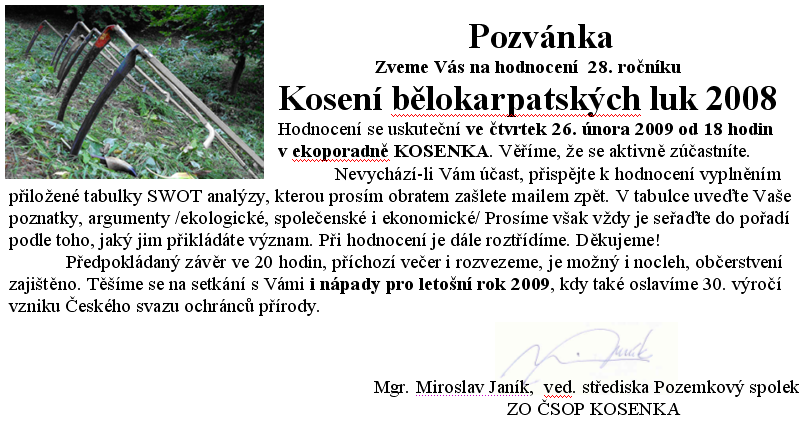 Pozvánka
Zveme Vás na hodnocení 28. ročníku
Kosení bělokarpatských luk 2008
Hodnocení se uskuteční ve čtvrtek 26. února 2009 od 18 hodin
v ekoporadně KOSENKA. Věříme, že se aktivně zúčastníte.
Nevychází-li Vám účast, přispějte k hodnocení vyplněním
přiložené tabulky SWOT analýzy, kterou prosím obratem zašlete mailem zpět. V tabulce uveďte Vaše
poznatky, argumenty /ekologické, společenské i ekonomické/ Prosíme však vždy je seřaďte do pořadí
podle toho, jaký jim přikládáte význam. Při hodnocení je dále roztřídíme. Děkujeme!
Předpokládaný závěr ve 20 hodin, příchozí večer i rozvezeme, je možný i nocleh, občerstvení
zajištěno. Těšíme se na setkání s Vámi i nápady pro letošní rok 2009, kdy také oslavíme 30. výročí
vzniku Českého svazu ochránců přírody.
Mgr. Miroslav Janík, ved. střediska Pozemkový spolek
ZO ČSOP KOSENKA